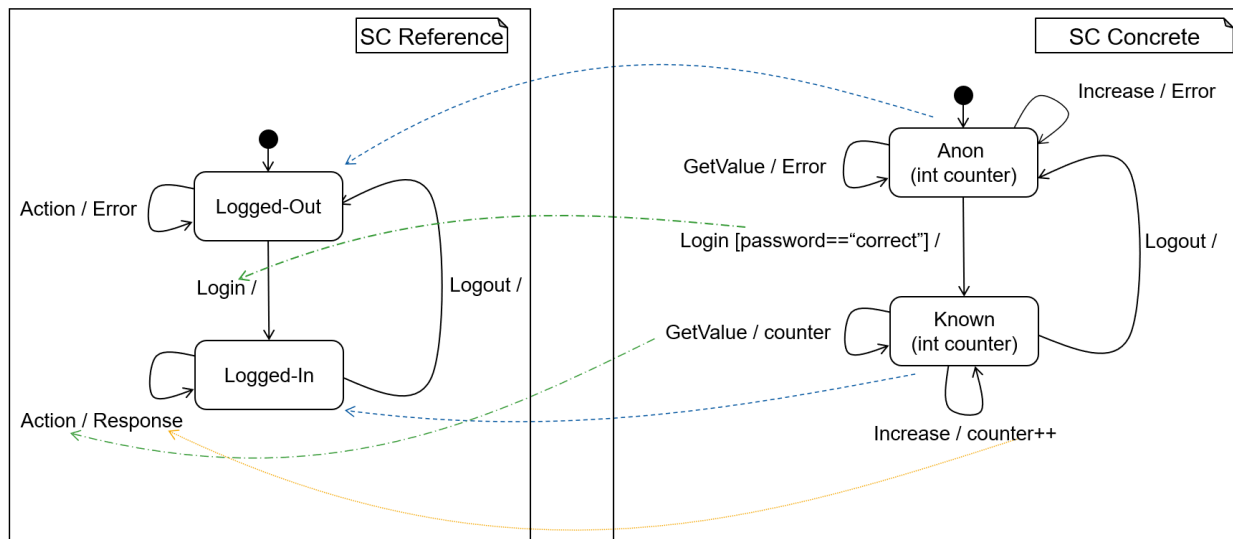 SC Reference
Logged-Out
Action / Error
Login /
Logout /
Logged-In
Action / Response
SC Concrete
Increase / Error
Anon
(int counter)
GetValue / Error
Login [password==“correct”] /
Logout /
Known
(int counter)
GetValue / counter
Increase / counter++